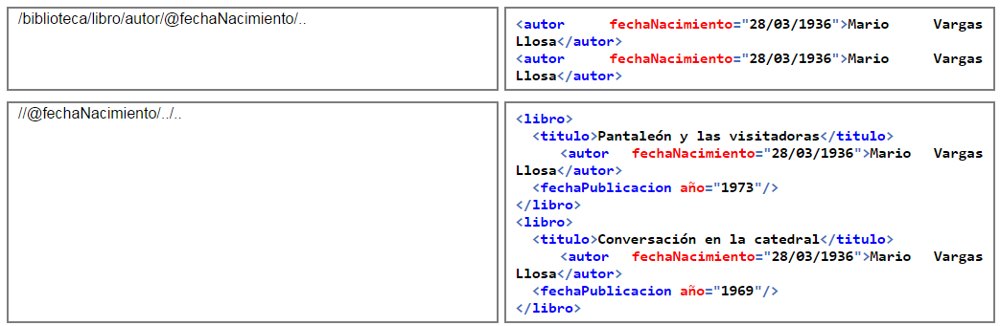 /biblioteca/libro/autor/@fechaNacimiento/..
<autor fechaNacimiento="28/03/1936">Mario Vargas
Llosa</autor>
<autor fechaNacimiento="28/03/1936">Mario Vargas
Llosa</autor>
//@fechaNacimiento/../..
<libro>
<titulo>Pantaleón y las visitadoras</titulo>
<autor fechaNacimiento="28/03/1936">Mario Vargas
Llosa</autor>
<fechaPublicacion año="1973"/>
</libro>
<libro>
<titulo>Conversación en la catedral</titulo>
<autor fechaNacimiento="28/03/1936">Mario Vargas
Llosa</autor>
<fechaPublicacion año="1969"/>
</libro>